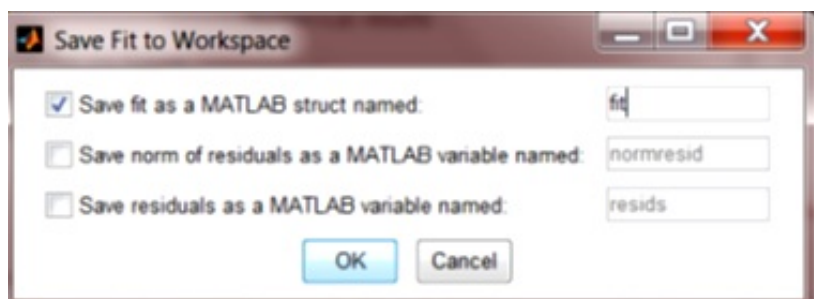 Save Fit to Workspace
Save fit as a MATLAB struct named: fit
Save norm of residuals as a MATLAB variable named: normresid
Save residuals as a MATLAB variable named: resids
OK Cancel